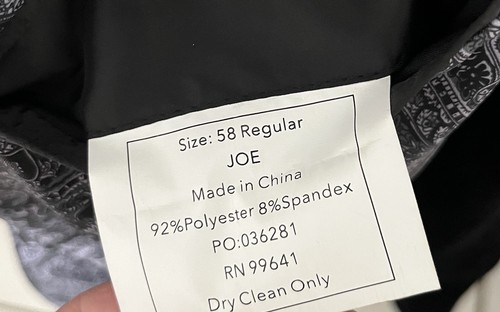 Size: 58 Regular
JOE
Made in China
92%Polyester 8%Spandex
PO:036281
RN 99641
Dry Clean Only